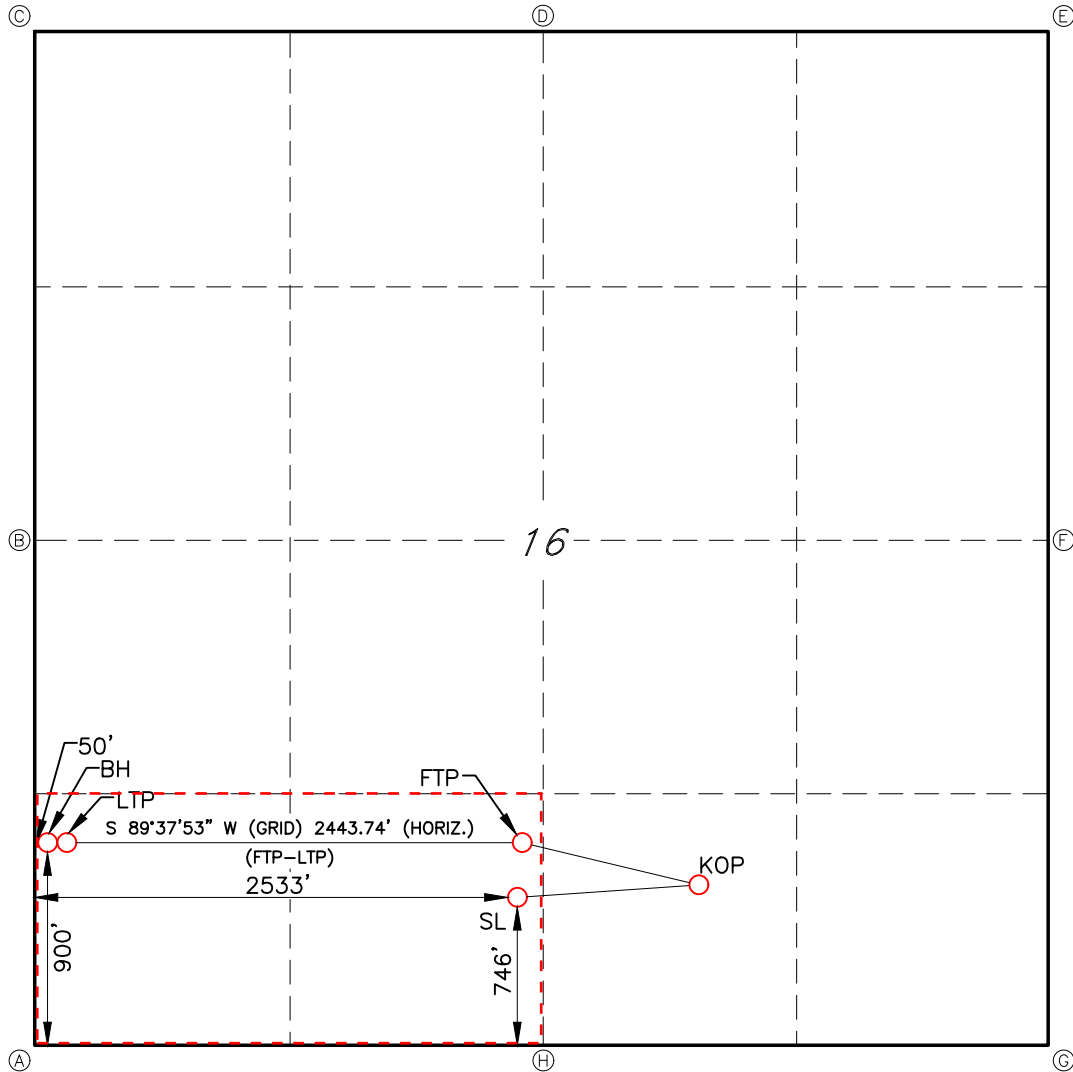 C D E
B 16 F
50'
BH
LTP
FTP
S 89°37'53" W (GRID) 2443.74' (HORIZ.)
(FTP-LTP)
2533'
KOP
SL
900'
746'
A H G